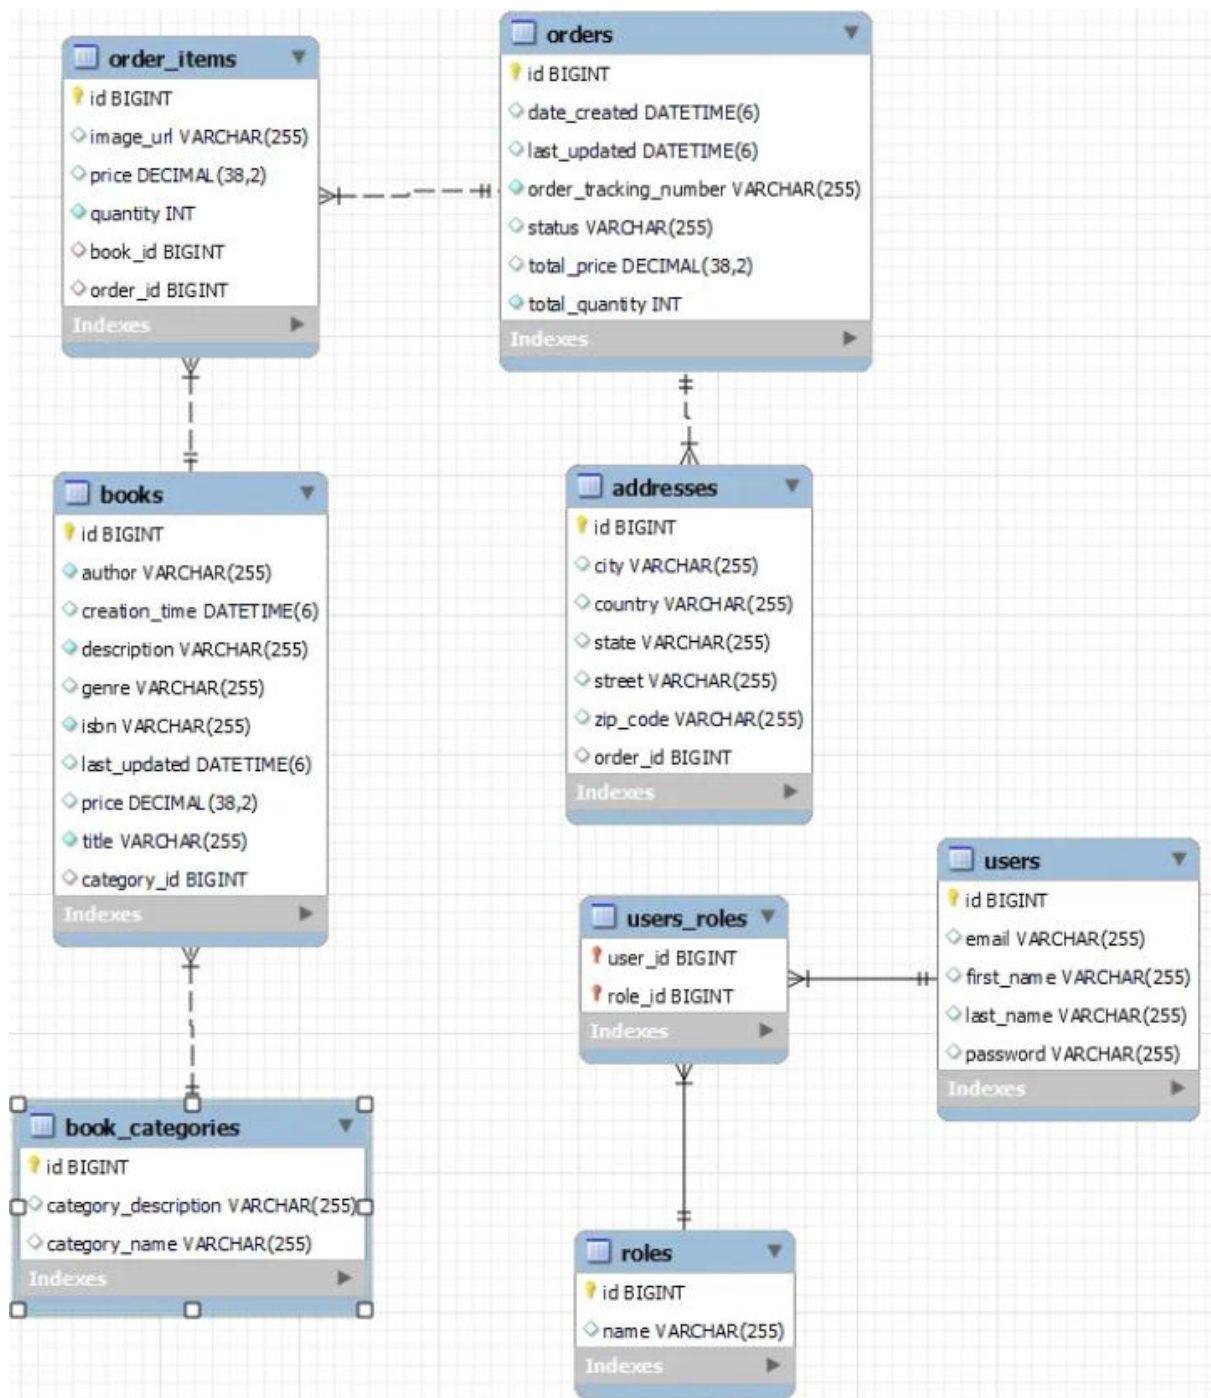 order_items
id BIGINT
image_url VARCHAR(255)
price DECIMAL(38,2)
quantity INT
book_id BIGINT
order_id BIGINT
Indexes
orders
id BIGINT
date_created DATETIME(6)
last_updated DATETIME(6)
order_tracking_number VARCHAR(255)
status VARCHAR(255)
total_price DECIMAL(38,2)
total_quantity INT
Indexes
books
id BIGINT
author VARCHAR(255)
creation_time DATETIME(6)
description VARCHAR(255)
genre VARCHAR(255)
isbn VARCHAR(255)
last_updated DATETIME(6)
price DECIMAL(38,2)
title VARCHAR(255)
category_id BIGINT
Indexes
addresses
id BIGINT
city VARCHAR(255)
country VARCHAR(255)
state VARCHAR(255)
street VARCHAR(255)
zip_code VARCHAR(255)
order_id BIGINT
Indexes
users
id BIGINT
email VARCHAR(255)
first_name VARCHAR(255)
last_name VARCHAR(255)
password VARCHAR(255)
Indexes
users_roles
user_id BIGINT
role_id BIGINT
Indexes
book_categories
id BIGINT
category_description VARCHAR(255)
category_name VARCHAR(255)
Indexes
roles
id BIGINT
name VARCHAR(255)
Indexes